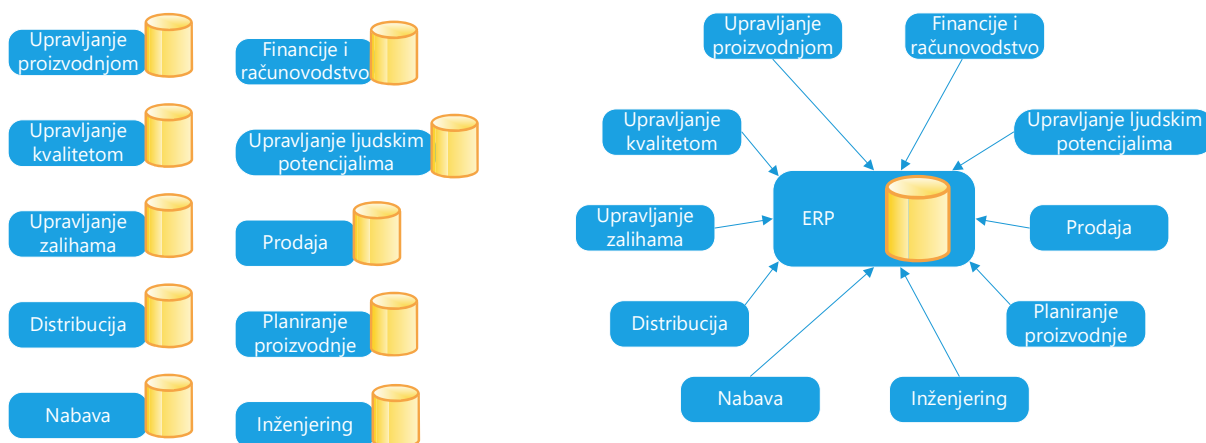 Upravljanje
proizvodnjom
Upravljanje
kvalitetom
Upravljanje
zalihama
Distribucija
Nabava
Financije i
računovodstvo
Upravljanje ljudskim
potencijalima
Prodaja
Planiranje
proizvodnje
Inženjering
Upravljanje
proizvodnjom
Financije i
računovodstvo
Upravljanje
kvalitetom
Upravljanje ljudskim
potencijalima
Upravljanje
zalihama
ERP
Prodaja
Distribucija
Planiranje
proizvodnje
Nabava
Inženjering